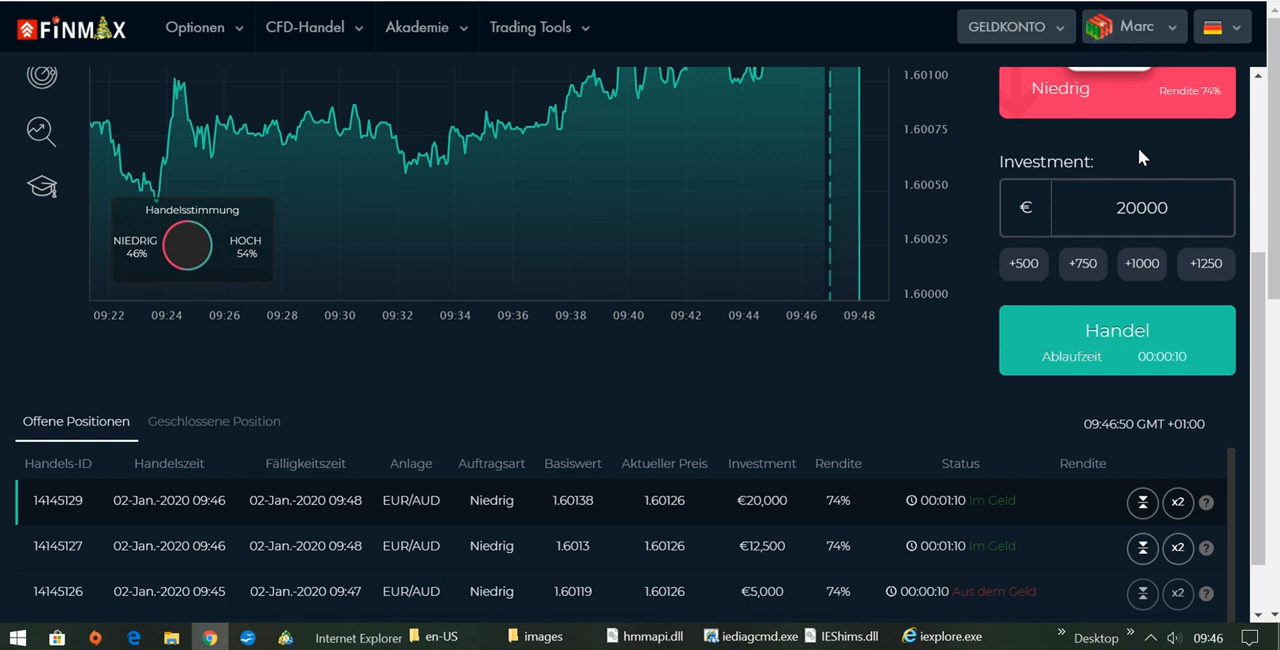 FiNMAX Optionen CFD-Handel Akademie Trading Tools GELDKONTO Marc
1.60100
1.60075
1.60050
1.60025
1.60000
Handelsstimmung
NIEDRIG HOCH
46% 54%
09:22 09:24 09:26 09:28 09:30 09:32 09:34 09:36 09:38 09:40 09:42 09:44 09:46 09:48
Niedrig Rendite 74%
Investment:
€ 20000
+500 +750 +1000 +1250
Handel
Ablaufzeit 00:00:10
Offene Positionen Geschlossene Position 09:46:50 GMT +01:00
Handels-ID Handelszeit Fälligkeitszeit Anlage Auftragsart Basiswert Aktueller Preis Investment Rendite Status Rendite
14145129 02-Jan.-2020 09:46 02-Jan.-2020 09:48 EUR/AUD Niedrig 1.60138 1.60126 €20,000 74% 00:01:10 Im Geld x2 ?
14145127 02-Jan.-2020 09:46 02-Jan.-2020 09:48 EUR/AUD Niedrig 1.6013 1.60126 €12,500 74% 00:01:10 Im Geld x2 ?
14145126 02-Jan.-2020 09:45 02-Jan.-2020 09:47 EUR/AUD Niedrig 1.60119 1.60126 €5,000 74% 00:00:10 Aus dem Geld x2 ?
Internet Explorer en-US images hmmapi.dll iediagcmd.exe IEShims.dll iexplore.exe » Desktop » 09:46